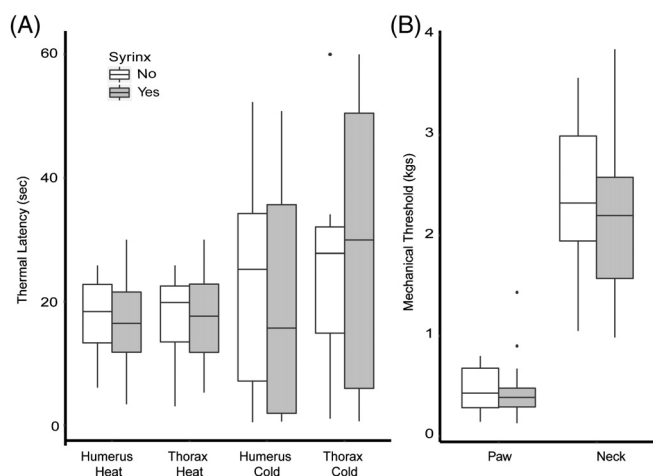 (A)
Syrinx
No
Yes
Thermal Latency (sec)
60
40
20
0
Humerus
Heat
Thorax
Heat
Humerus
Cold
Thorax
Cold
(B)
Mechanical Threshold (kgs)
4
3
2
1
0
Paw
Neck